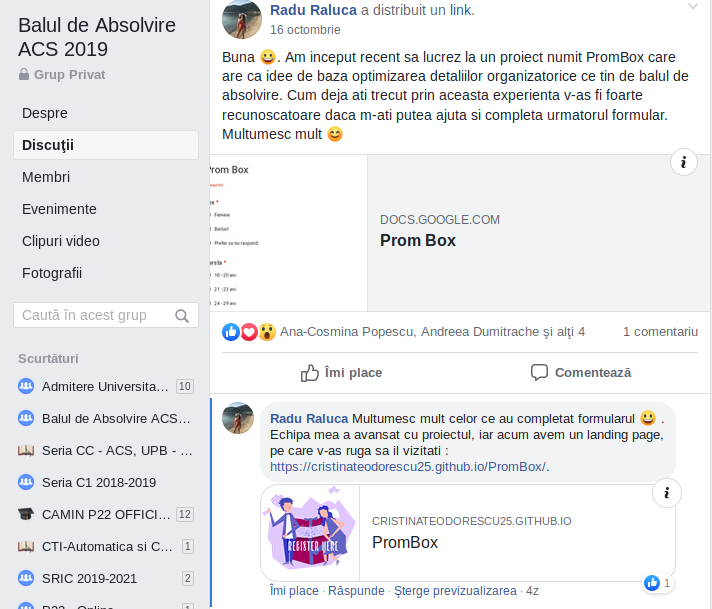 Balul de Absolvire
ACS 2019
Grup Privat
Despre
Discuţii
Membri
Evenimente
Clipuri video
Fotografii
Caută în acest grup
Scurtături
Admitere Universita... 10
Balul de Absolvire ACS...
Seria CC - ACS, UPB - ...
Seria C1 2018-2019
CAMIN P22 OFFICI... 12
CTI-Automatica si C... 1
SRIC 2019-2021 2
P22 - Online 1
Radu Raluca a distribuit un link.
16 octombrie
Buna 😀. Am inceput recent sa lucrez la un proiect numit PromBox care
are ca idee de baza optimizarea detaliilor organizatorice ce tin de balul de
absolvire. Cum deja ati trecut prin aceasta experienta v-as fi foarte
recunoscatoare daca m-ati putea ajuta si completa urmatorul formular.
Multumesc mult 😊
Prom Box
Femeie
Barbat
Prefer sa nu raspund
18-20 ani
21-23 ani
24-29 ani
DOCS.GOOGLE.COM
Prom Box
Ana-Cosmina Popescu, Andreea Dumitrache şi alţi 4 1 comentariu
Îmi place Comentează
Radu Raluca Multumesc mult celor ce au completat formularul 😀 .
Echipa mea a avansat cu proiectul, iar acum avem un landing page,
pe care v-as ruga sa il vizitati :
https://cristinateodorescu25.github.io/PromBox/.
REGISTER HERE
CRISTINATEODORESCU25.GITHUB.IO
PromBox
1
Îmi place · Răspunde · Şterge previzualizarea · 4z